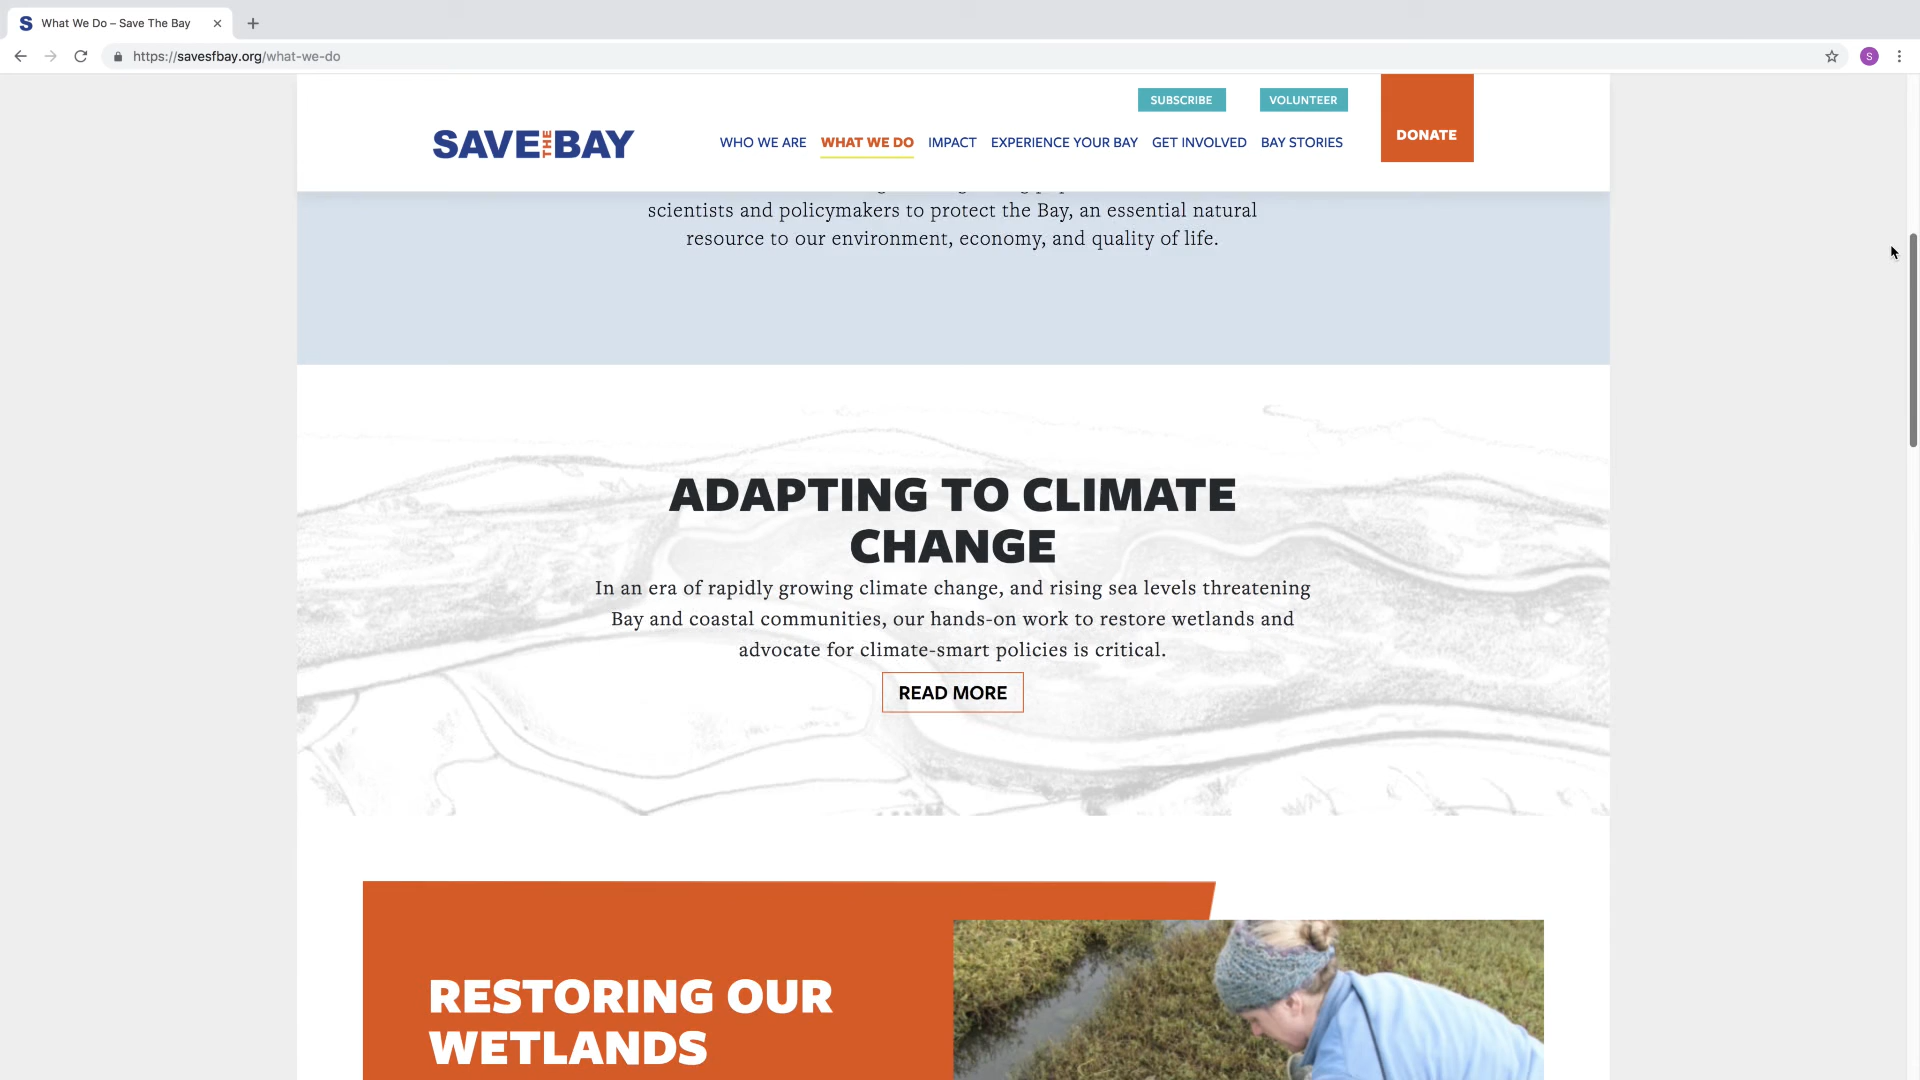 What We Do – Save The Bay
https://savesfbay.org/what-we-do
S
SUBSCRIBE
VOLUNTEER
DONATE
SAVE THE BAY
WHO WE ARE
WHAT WE DO
IMPACT
EXPERIENCE YOUR BAY
GET INVOLVED
BAY STORIES
scientists and policymakers to protect the Bay, an essential natural
resource to our environment, economy, and quality of life.
ADAPTING TO CLIMATE
CHANGE
In an era of rapidly growing climate change, and rising sea levels threatening
Bay and coastal communities, our hands-on work to restore wetlands and
advocate for climate-smart policies is critical.
READ MORE
RESTORING OUR
WETLANDS